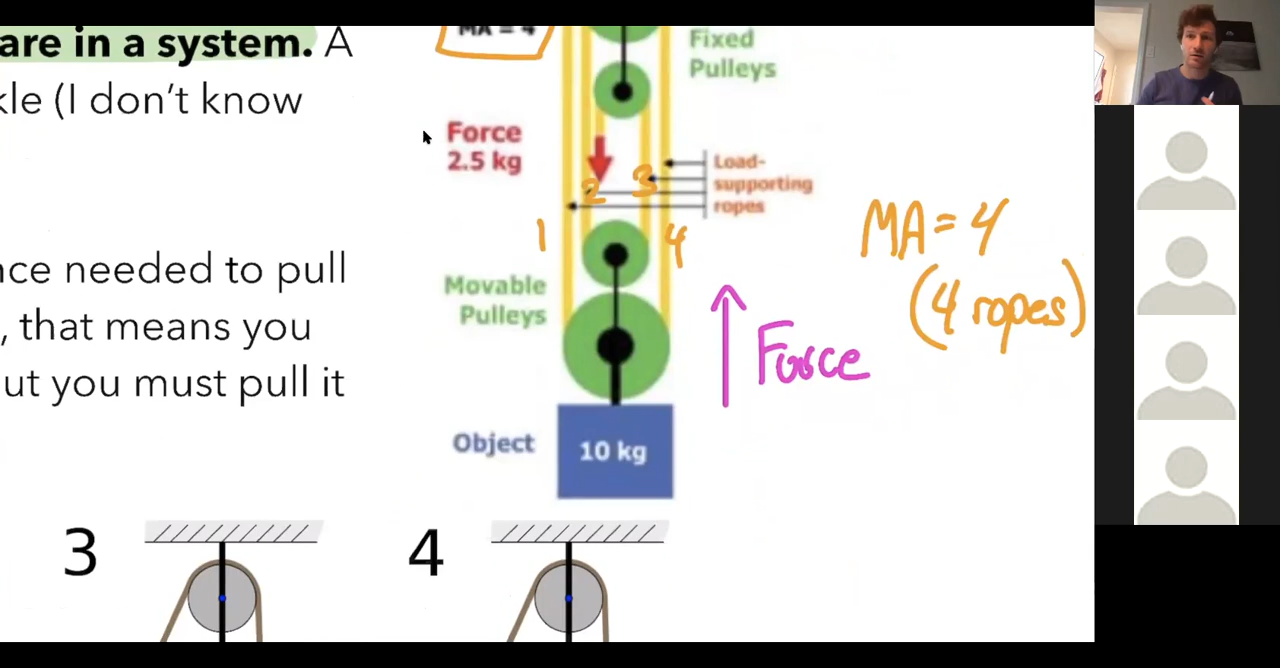 are in a system. A
kle (I don't know
nce needed to pull
, that means you
ut you must pull it
MA = 4
Fixed
Pulleys
Force
2.5 kg
Load-
supporting
ropes
1
2
3
4
Movable
Pulleys
Object
10 kg
Force
MA = 4
(4 ropes)
3
4